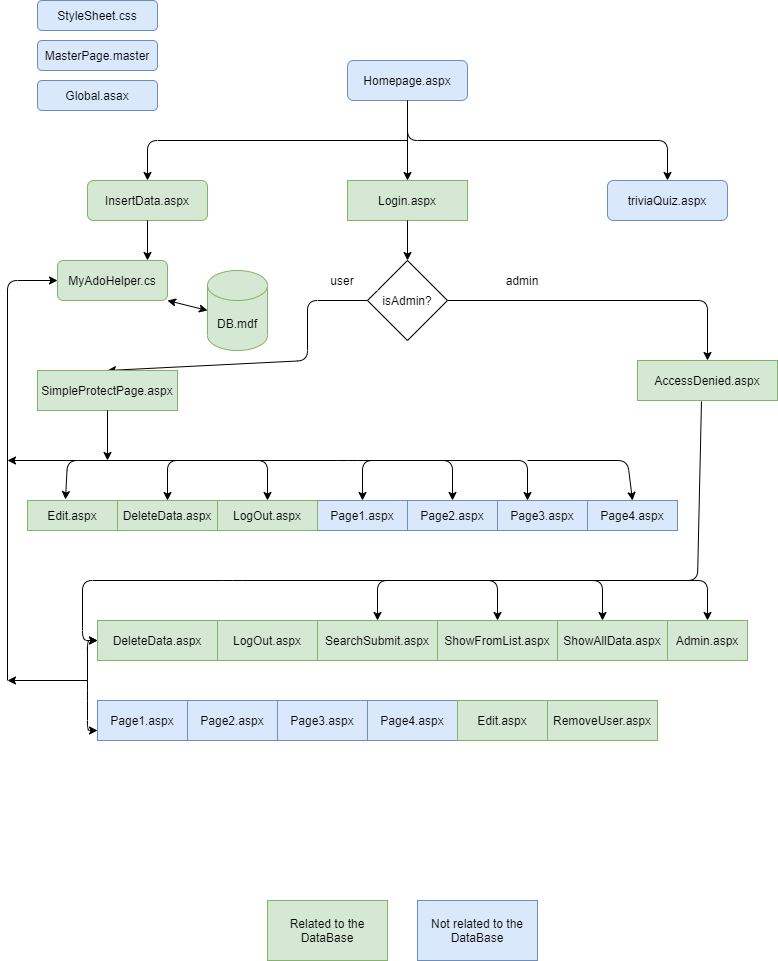 StyleSheet.css
MasterPage.master
Global.asax
Homepage.aspx
InsertData.aspx
Login.aspx
triviaQuiz.aspx
MyAdoHelper.cs
DB.mdf
user
isAdmin?
admin
SimpleProtectPage.aspx
AccessDenied.aspx
Edit.aspx
DeleteData.aspx
LogOut.aspx
Page1.aspx
Page2.aspx
Page3.aspx
Page4.aspx
DeleteData.aspx
LogOut.aspx
SearchSubmit.aspx
ShowFromList.aspx
ShowAllData.aspx
Admin.aspx
Page1.aspx
Page2.aspx
Page3.aspx
Page4.aspx
Edit.aspx
RemoveUser.aspx
Related to the
DataBase
Not related to the
DataBase